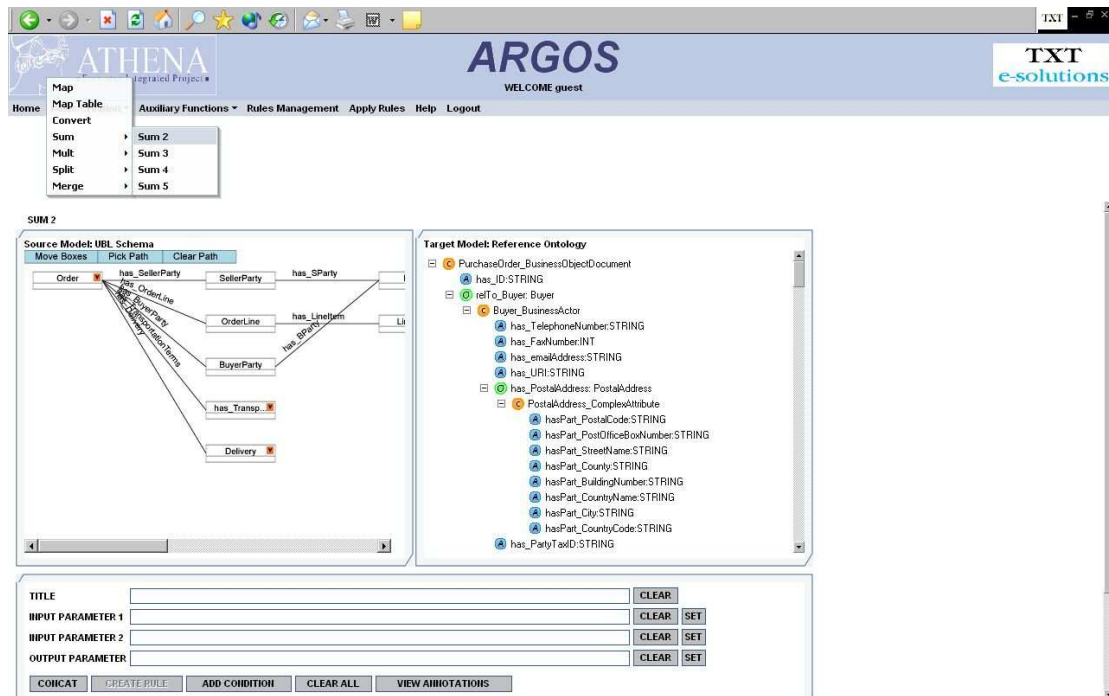 TXT
ATHENA
Integrated Project
ARGOS
WELCOME guest
TXT
e-solutions
Home
Auxiliary Functions
Rules Management
Apply Rules
Help
Logout
Map
Map Table
Convert
Sum
Mult
Split
Merge
Sum 2
Sum 3
Sum 4
Sum 5
SUM 2
Source Model: UBL Schema
Move Boxes
Pick Path
Clear Path
Order
has_SellerParty
SellerParty
has_SParty
has_OrderLine
OrderLine
has_LineItem
Li
has_BuyerParty
BuyerParty
has_BParty
has_TransportationTerms
has_Transp...
has_Delivery
Delivery
Target Model: Reference Ontology
C PurchaseOrder_BusinessObjectDocument
A has_ID:STRING
O relTo_Buyer: Buyer
C Buyer_BusinessActor
A has_TelephoneNumber:STRING
A has_FaxNumber:INT
A has_emailAddress:STRING
A has_URI:STRING
O has_PostalAddress: PostalAddress
C PostalAddress_ComplexAttribute
A hasPart_PostalCode:STRING
A hasPart_PostOfficeBoxNumber:STRING
A hasPart_StreetName:STRING
A hasPart_County:STRING
A hasPart_BuildingNumber:STRING
A hasPart_CountryName:STRING
A hasPart_City:STRING
A hasPart_CountryCode:STRING
A has_PartyTaxID:STRING
TITLE CLEAR
INPUT PARAMETER 1 CLEAR SET
INPUT PARAMETER 2 CLEAR SET
OUTPUT PARAMETER CLEAR SET
CONCAT CREATE RULE ADD CONDITION CLEAR ALL VIEW ANNOTATIONS